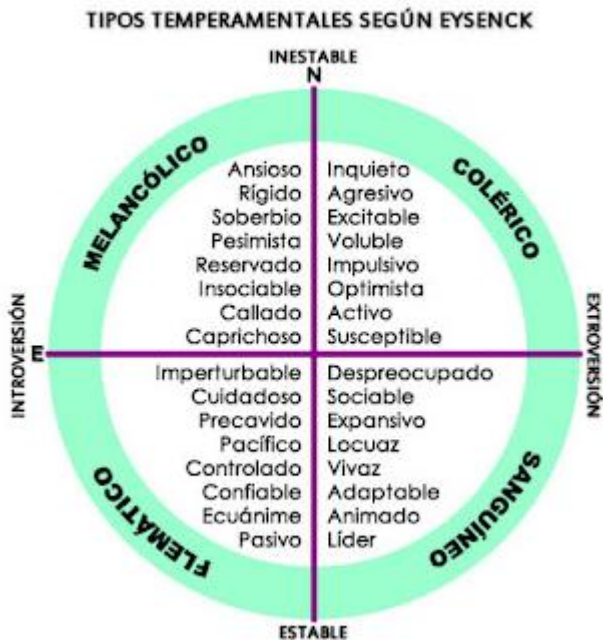 TIPOS TEMPERAMENTALES SEGÚN EYSENCK
INESTABLE
N
MELANCÓLICO
COLÉRICO
Ansioso
Rígido
Soberbio
Pesimista
Reservado
Insociable
Callado
Caprichoso
Inquieto
Agresivo
Excitable
Voluble
Impulsivo
Optimista
Activo
Susceptible
INTROVERSIÓN
E
EXTROVERSIÓN
Imperturbable
Cuidadoso
Precavido
Pacífico
Controlado
Confiable
Ecuánime
Pasivo
Despreocupado
Sociable
Expansivo
Locuaz
Vivaz
Adaptable
Animado
Líder
FLEMÁTICO
SANGUÍNEO
ESTABLE